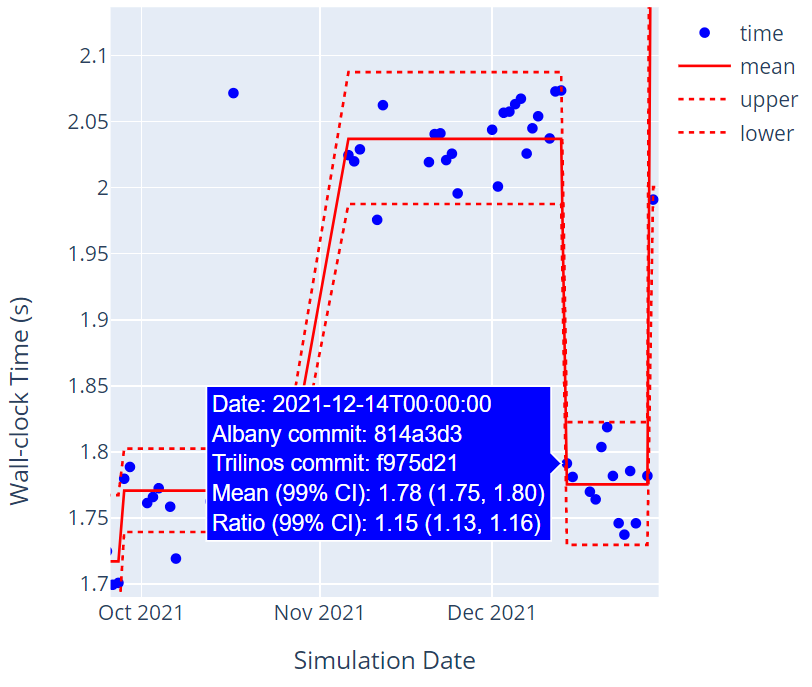 time
mean
upper
lower
2.1
2.05
2
1.95
1.9
1.85
1.8
1.75
1.7
Wall-clock Time (s)
Date: 2021-12-14T00:00:00
Albany commit: 814a3d3
Trilinos commit: f975d21
Mean (99% CI): 1.78 (1.75, 1.80)
Ratio (99% CI): 1.15 (1.13, 1.16)
Oct 2021
Nov 2021
Dec 2021
Simulation Date